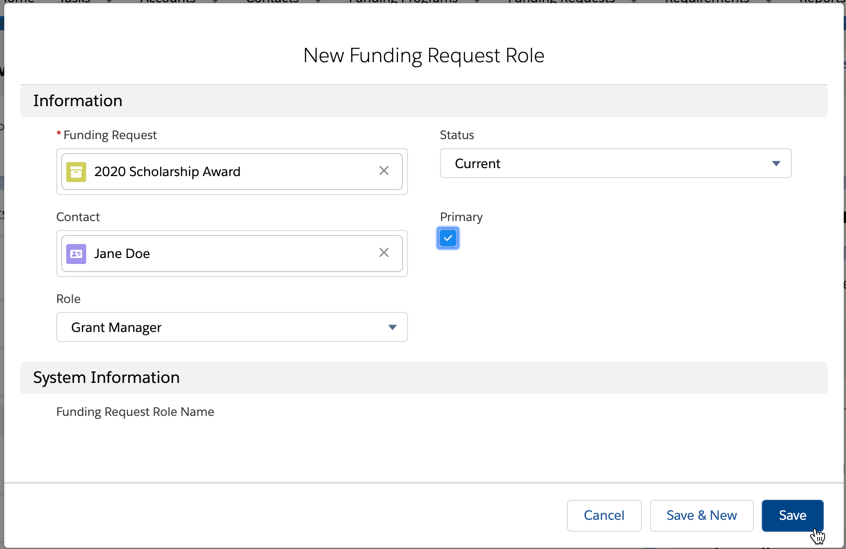 New Funding Request Role
Information
* Funding Request
2020 Scholarship Award
Status
Current
Contact
Jane Doe
Primary
Role
Grant Manager
System Information
Funding Request Role Name
Cancel
Save & New
Save